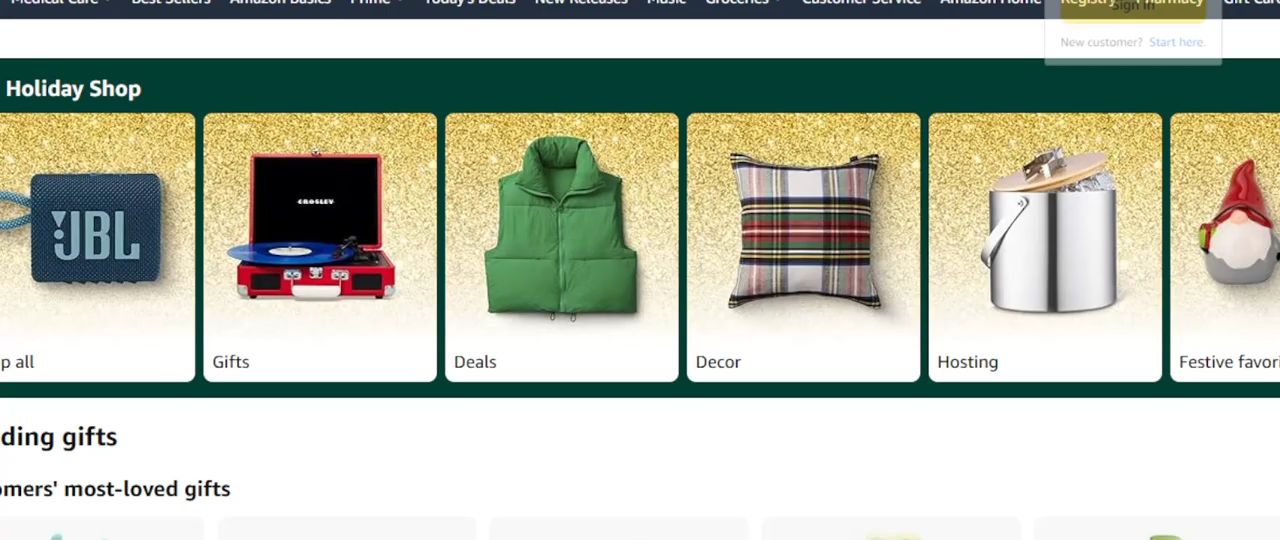 Medical Care Best Sellers Amazon Basics Prime Today's Deals New Releases Music Groceries Customer Service Amazon Home Registry Pharmacy Gift Car
Sign in
New customer? Start here.
Holiday Shop
JBL
CROSLEY
p all
Gifts
Deals
Decor
Hosting
Festive favori
ding gifts
omers' most-loved gifts